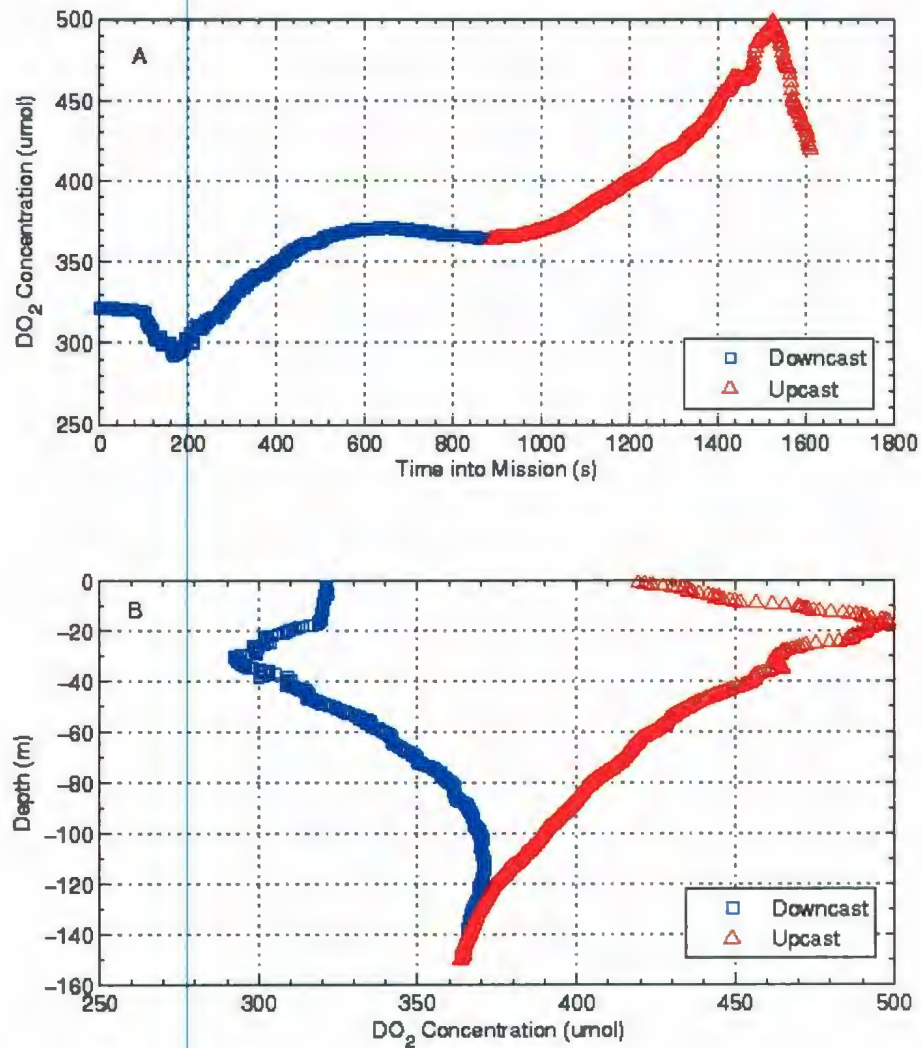 500
450
400
350
300
250
A
DO2 Concentration (umol)
Downcast
Upcast
0 200 400 600 800 1000 1200 1400 1600 1800
Time into Mission (s)
0
−20
−40
−60
−80
−100
−120
−140
−160
B
Depth (m)
Downcast
Upcast
250 300 350 400 450 500
DO2 Concentration (umol)